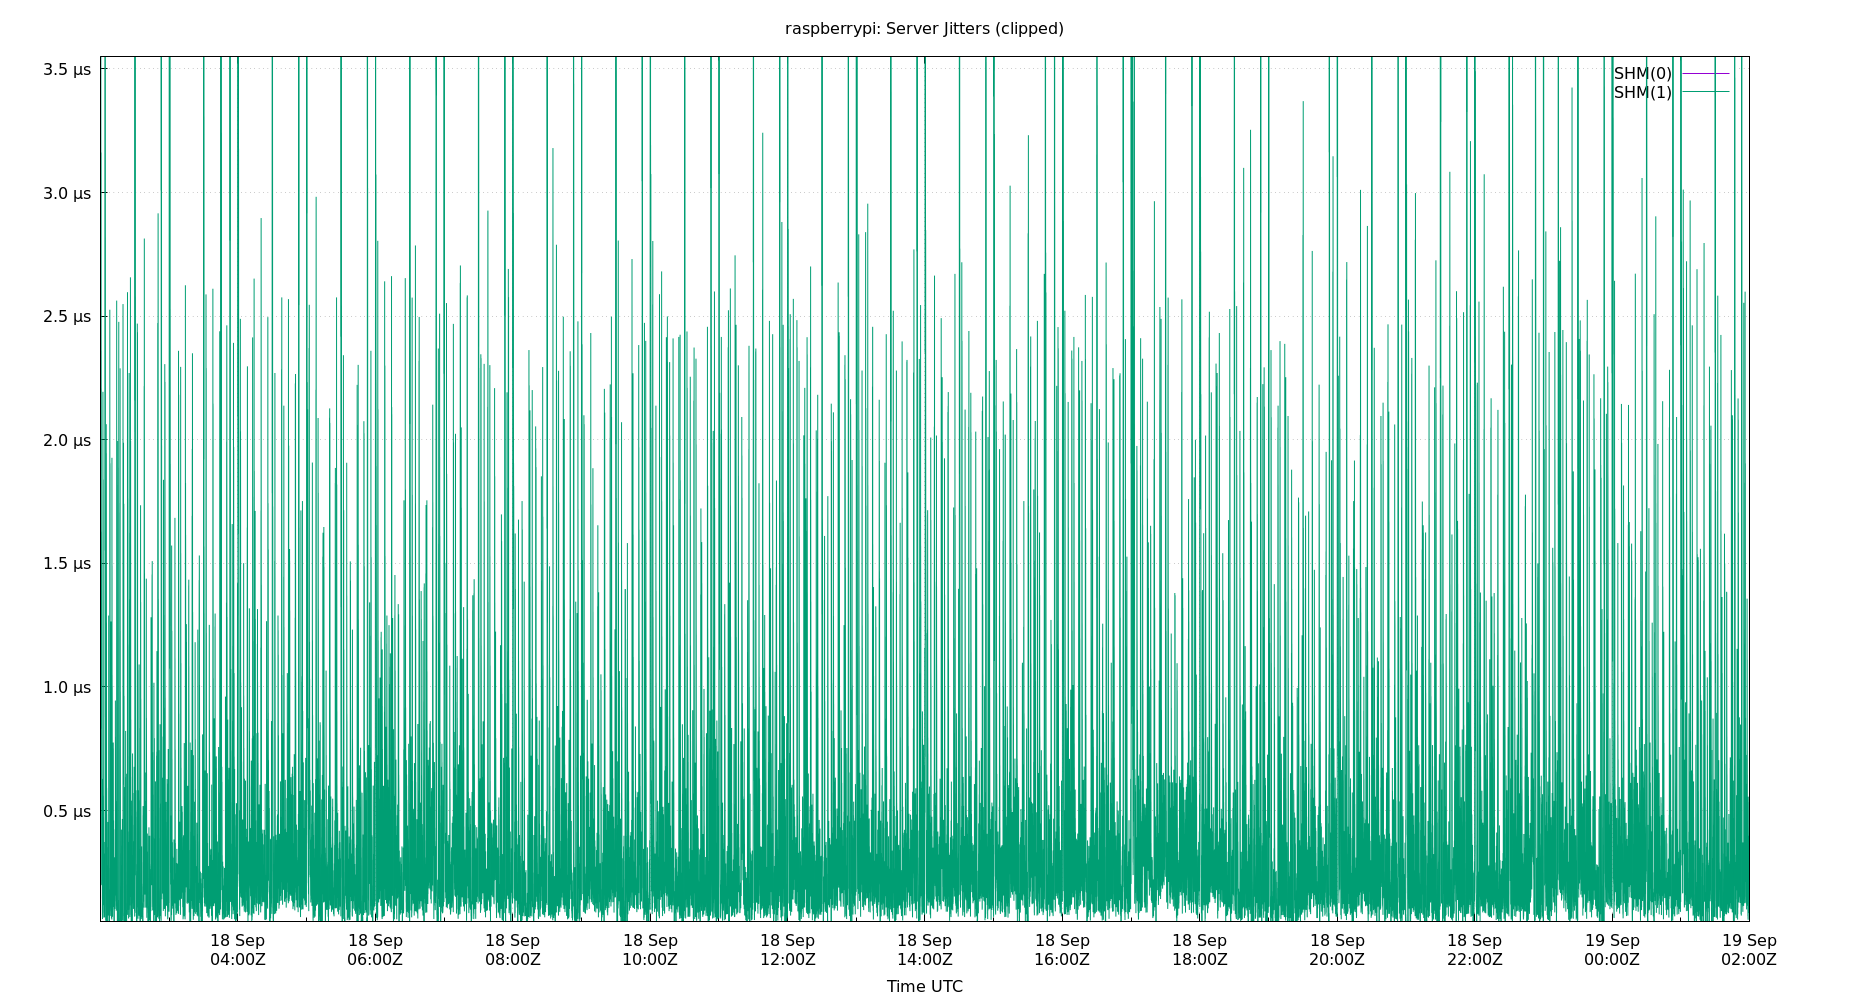 raspberrypi: Server Jitters (clipped)
3.5 µs
3.0 µs
2.5 µs
2.0 µs
1.5 µs
1.0 µs
0.5 µs
SHM(0)
SHM(1)
18 Sep
04:00Z
18 Sep
06:00Z
18 Sep
08:00Z
18 Sep
10:00Z
18 Sep
12:00Z
18 Sep
14:00Z
18 Sep
16:00Z
18 Sep
18:00Z
18 Sep
20:00Z
18 Sep
22:00Z
19 Sep
00:00Z
19 Sep
02:00Z
Time UTC